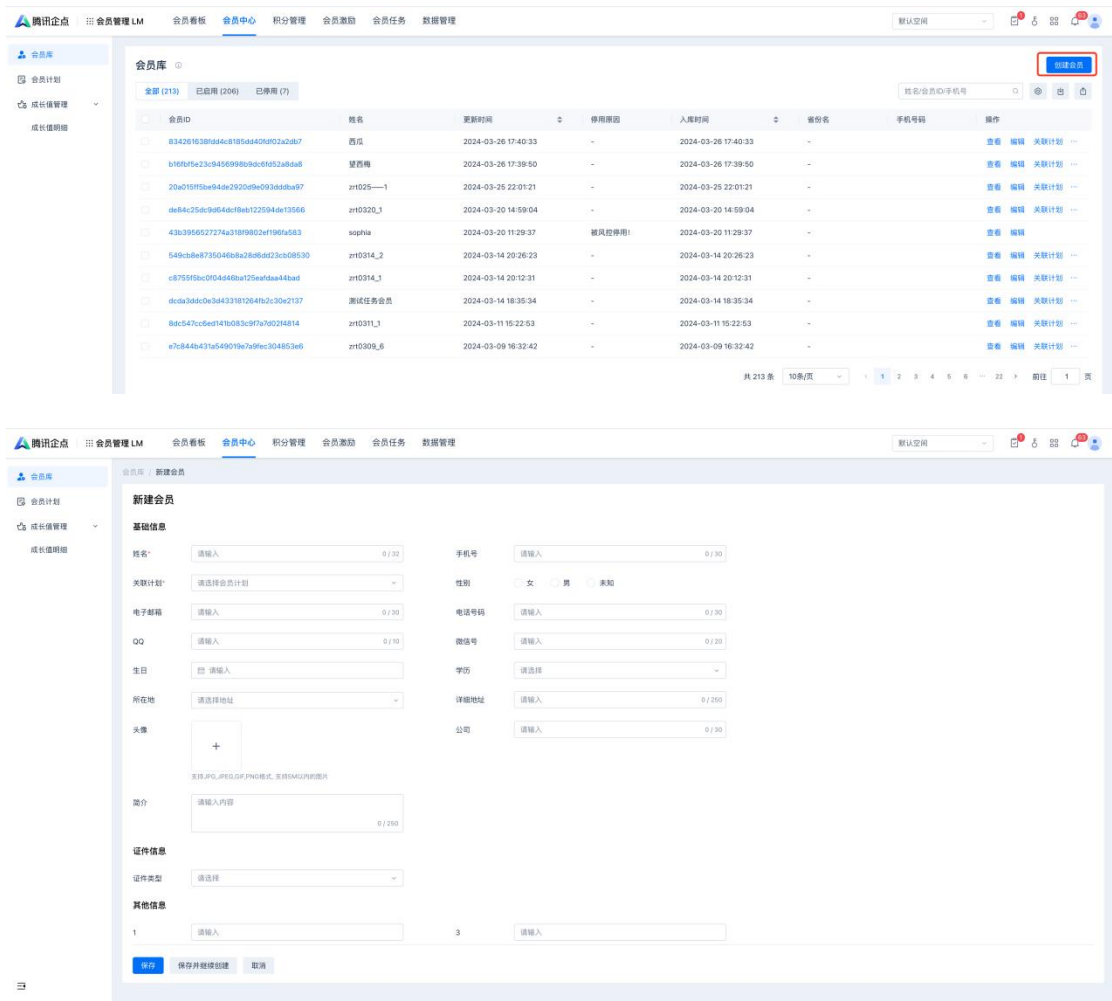 腾讯企点 会员管理 LM 会员看板 会员中心 积分管理 会员激励 会员任务 数据管理 默认空间 1 63
会员库
会员计划
成长值管理
成长值明细
会员库 创建会员
全部 (213) 已启用 (206) 已停用 (7) 姓名/会员ID/手机号
会员ID 姓名 更新时间 停用原因 入库时间 省份名 手机号码 操作
834261638fdd4c8185dd40fdf02a2db7 西瓜 2024-03-26 17:40:33 - 2024-03-26 17:40:33 - 查看 编辑 关联计划 ···
b16fbf5e23c9456998b9dc6fd52a8da8 望西梅 2024-03-26 17:39:50 - 2024-03-26 17:39:50 - 查看 编辑 关联计划 ···
20a015ff5be94de2920d9e093dddba97 zrt025-—-1 2024-03-25 22:01:21 - 2024-03-25 22:01:21 - 查看 编辑 关联计划 ···
de84c25dc9d64dcf8eb122594de13566 zrt0320_1 2024-03-20 14:59:04 - 2024-03-20 14:59:04 - 查看 编辑 关联计划 ···
43b3956527274a318f9802ef196fa583 sophia 2024-03-20 11:29:37 被风控停用! 2024-03-20 11:29:37 - 查看 编辑
549cb8e8735046b8a28d6dd23cb08530 zrt0314_2 2024-03-14 20:26:23 - 2024-03-14 20:26:23 - 查看 编辑 关联计划 ···
c8755f5bc0f04d46ba125eafdaa44bad zrt0314_1 2024-03-14 20:12:31 - 2024-03-14 20:12:31 - 查看 编辑 关联计划 ···
dcda3ddc0e3d433181264fb2c30e2137 测试任务会员 2024-03-14 18:35:34 - 2024-03-14 18:35:34 - 查看 编辑 关联计划 ···
8dc547cc6ed141b083c9f7a7d02f4814 zrt0311_1 2024-03-11 15:22:53 - 2024-03-11 15:22:53 - 查看 编辑 关联计划 ···
e7c844b431a549019e7a9fec304853e6 zrt0309_6 2024-03-09 16:32:42 - 2024-03-09 16:32:42 - 查看 编辑 关联计划 ···
共 213 条 10条/页 1 2 3 4 5 6 ··· 22 前往 1 页
腾讯企点 会员管理 LM 会员看板 会员中心 积分管理 会员激励 会员任务 数据管理 默认空间 1 63
会员库
会员计划
成长值管理
成长值明细
会员库 / 新建会员
新建会员
基础信息
姓名* 请输入 0 / 32 手机号 请输入 0 / 30
关联计划* 请选择会员计划 性别 女 男 未知
电子邮箱 请输入 0 / 30 电话号码 请输入 0 / 30
QQ 请输入 0 / 10 微信号 请输入 0 / 20
生日 请输入 学历 请选择
所在地 请选择地址 详细地址 请输入 0 / 250
头像 + 公司 请输入 0 / 30
支持JPG,JPEG,GIF,PNG格式, 支持5M以内的图片
简介 请输入内容
0 / 250
证件信息
证件类型 请选择
其他信息
1 请输入 3 请输入
保存 保存并继续创建 取消